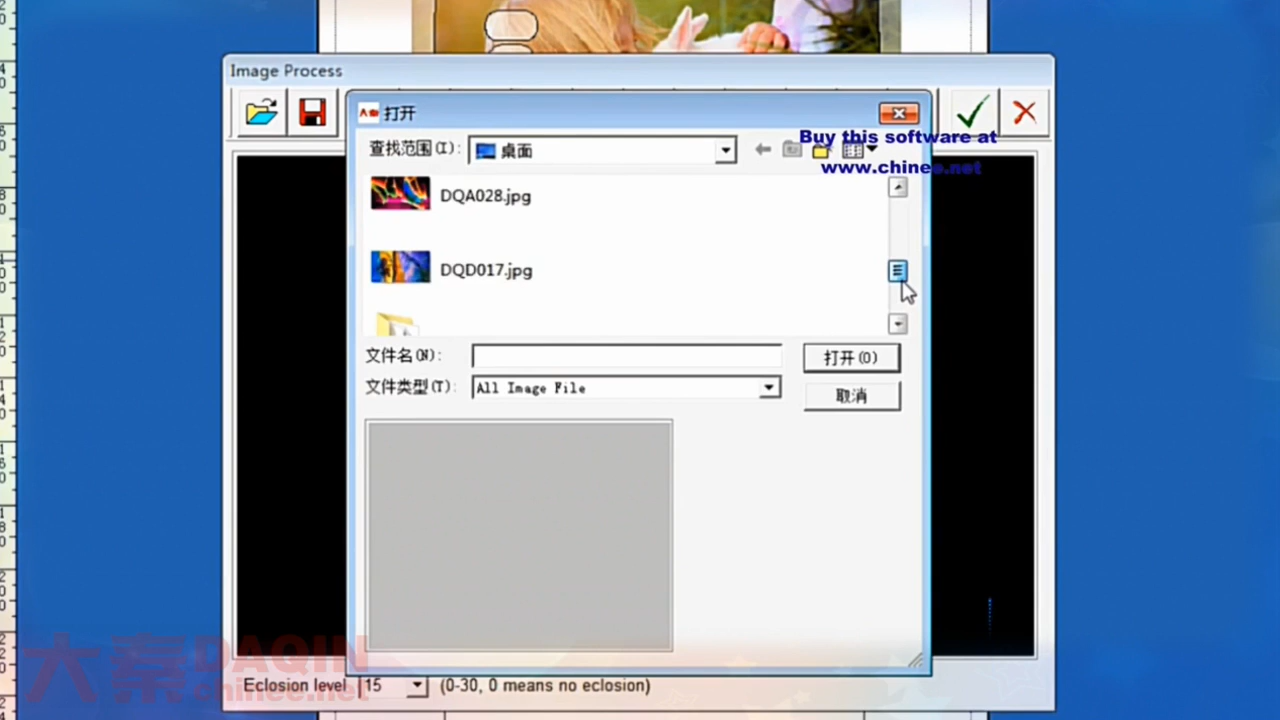 Image Process
打开
Buy this software at
www.chinee.net
查找范围(I):
桌面
DQA028.jpg
DQD017.jpg
文件名(N):
打开(O)
文件类型(T):
All Image File
取消
大秦 DAQIN
chinee.net
Eclosion level
15
(0-30, 0 means no eclosion)